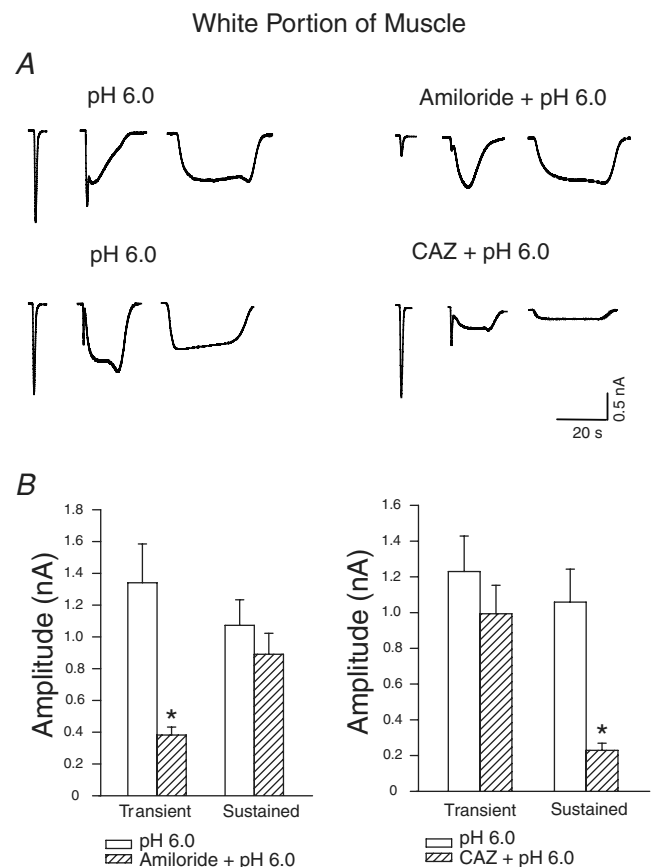 White Portion of Muscle
A
pH 6.0
Amiloride + pH 6.0
pH 6.0
CAZ + pH 6.0
0.5 nA
20 s
B
Amplitude (nA)
1.8
1.6
1.4
1.2
1.0
0.8
0.6
0.4
0.2
0
*
Transient
Sustained
pH 6.0
Amiloride + pH 6.0
Amplitude (nA)
1.6
1.4
1.2
1.0
0.8
0.6
0.4
0.2
0
*
Transient
Sustained
pH 6.0
CAZ + pH 6.0